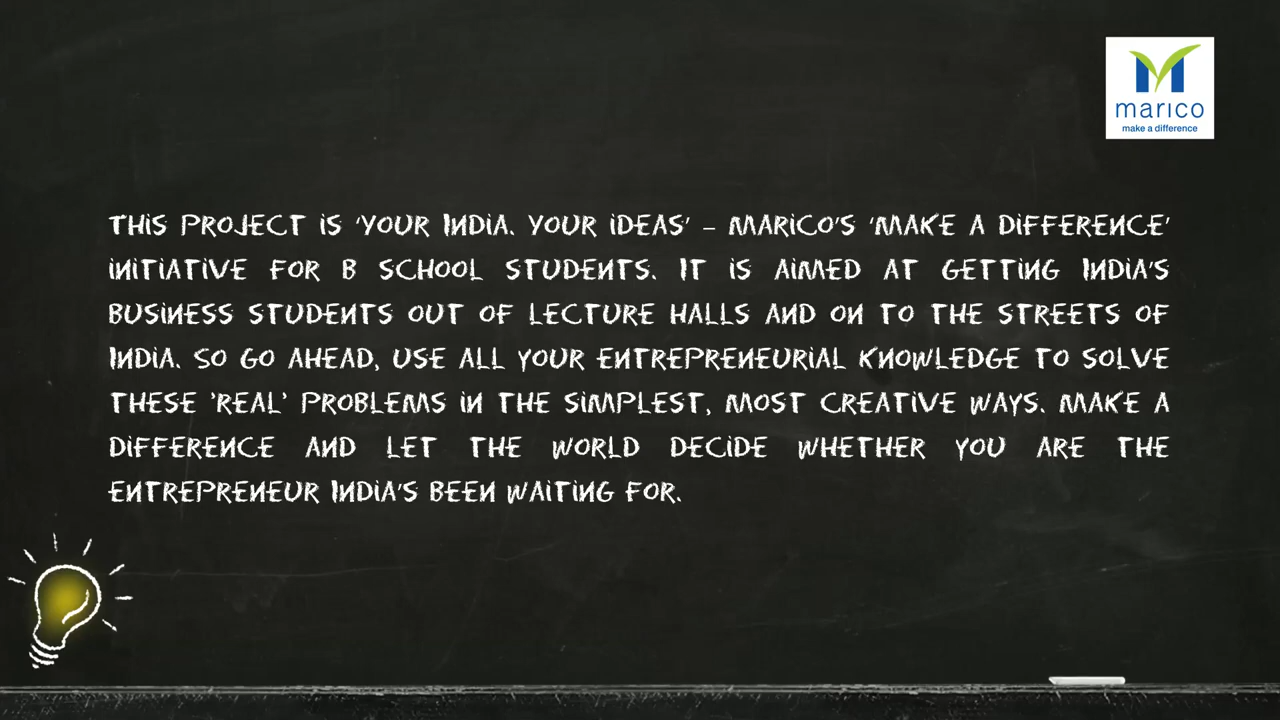 marico
make a difference
THIS PROJECT IS 'YOUR INDIA. YOUR IDEAS' – MARICO'S 'MAKE A DIFFERENCE'
INITIATIVE FOR B SCHOOL STUDENTS. IT IS AIMED AT GETTING INDIA'S
BUSINESS STUDENTS OUT OF LECTURE HALLS AND ON TO THE STREETS OF
INDIA. SO GO AHEAD, USE ALL YOUR ENTREPRENEURIAL KNOWLEDGE TO SOLVE
THESE 'REAL' PROBLEMS IN THE SIMPLEST, MOST CREATIVE WAYS. MAKE A
DIFFERENCE AND LET THE WORLD DECIDE WHETHER YOU ARE THE
ENTREPRENEUR INDIA'S BEEN WAITING FOR.